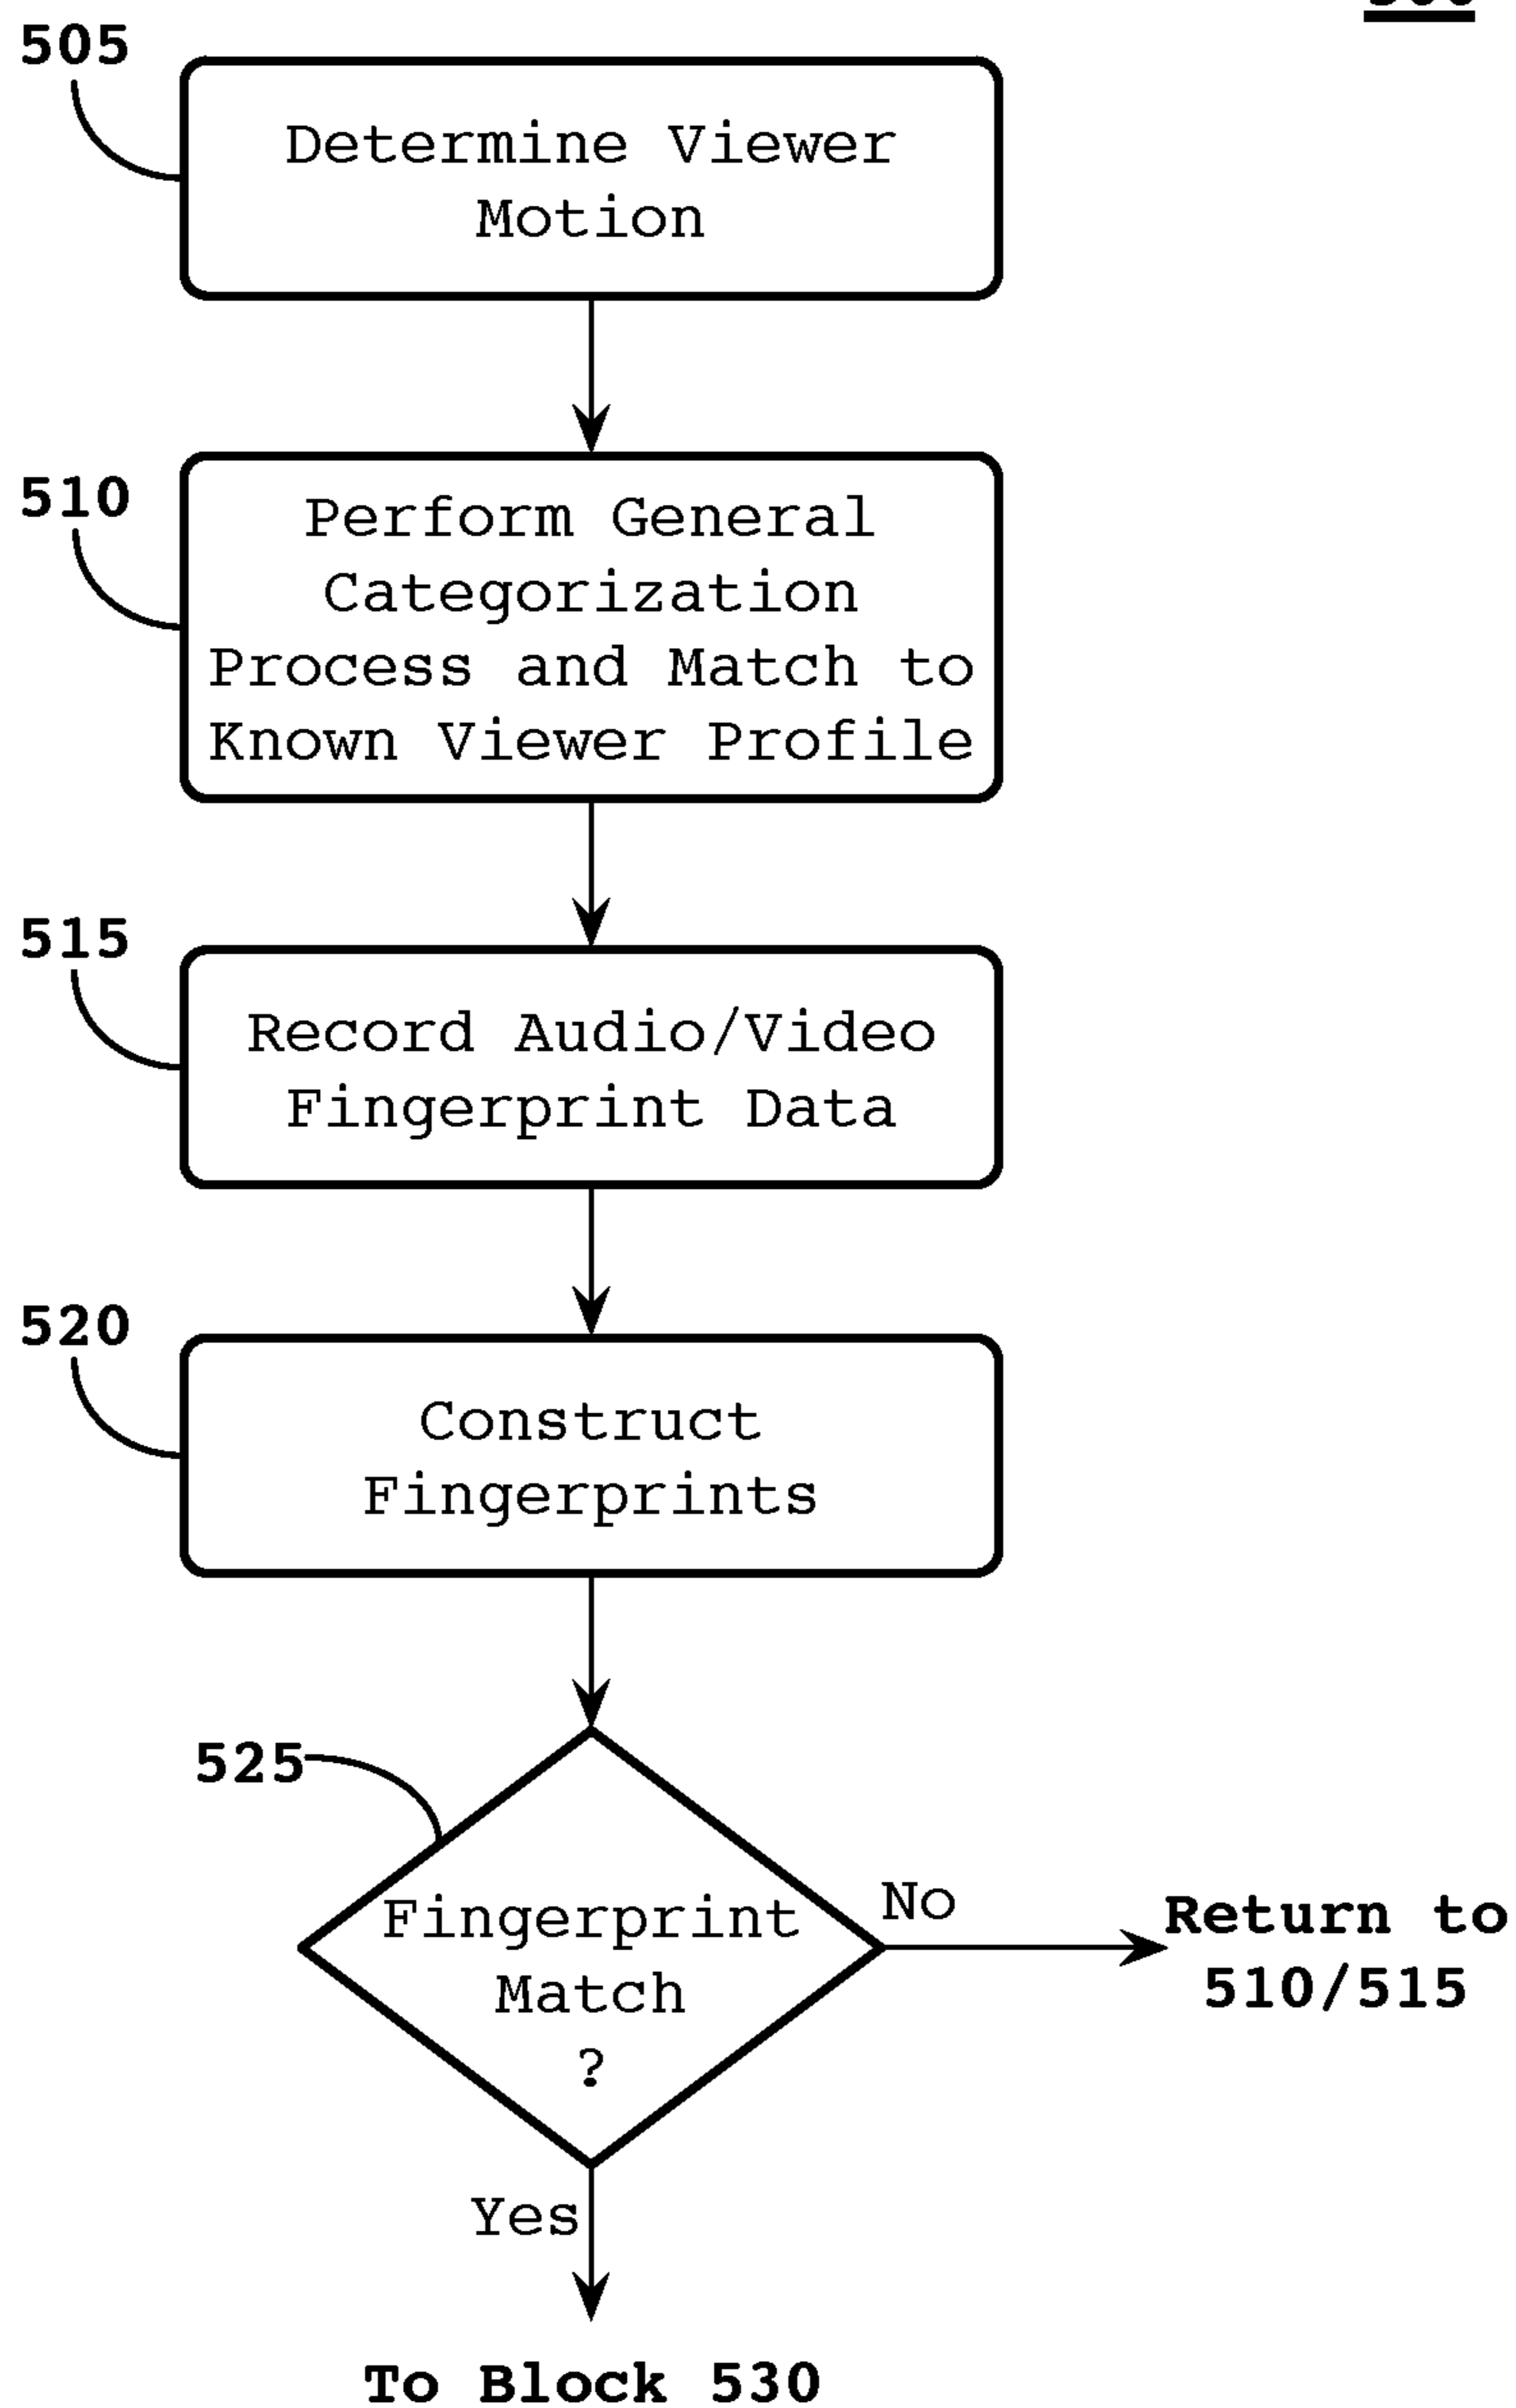 505
Determine Viewer
Motion
510
Perform General
Categorization
Process and Match to
Known Viewer Profile
515
Record Audio/Video
Fingerprint Data
520
Construct
Fingerprints
525
Fingerprint
Match
?
No
Return to
510/515
Yes
To Block 530